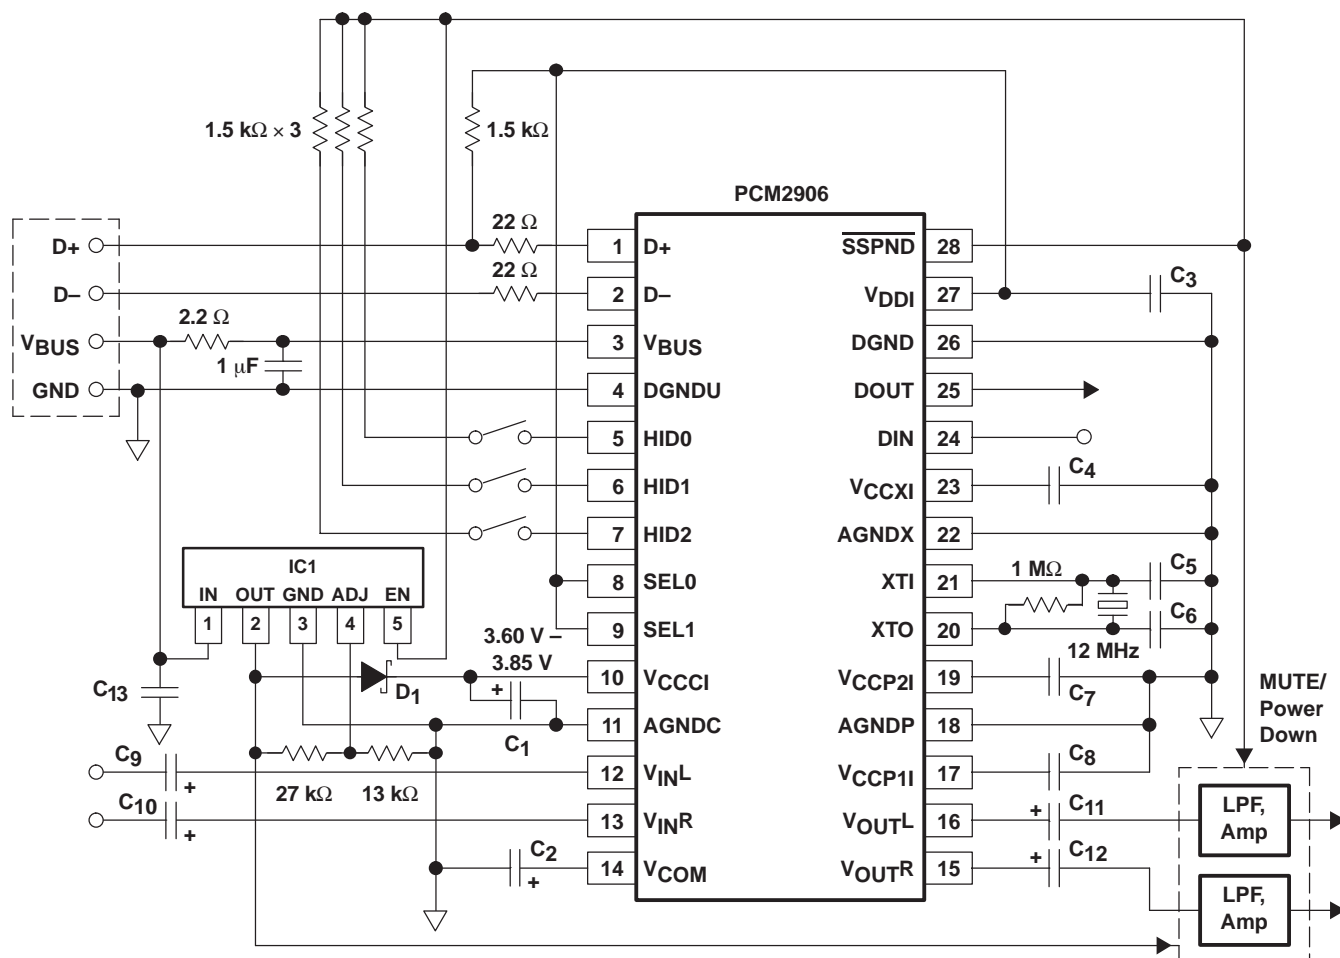 1.5 kΩ × 3
1.5 kΩ
PCM2906
22 Ω
22 Ω
D+
D–
VBUS
GND
2.2 Ω
1 μF
1 D+
2 D–
3 VBUS
4 DGNDU
5 HID0
6 HID1
7 HID2
8 SEL0
9 SEL1
10 VCCCI
11 AGNDC
12 VINL
13 VINR
14 VCOM
SSPND 28
VDDI 27
DGND 26
DOUT 25
DIN 24
VCCXI 23
AGNDX 22
XTI 21
XTO 20
VCCP2I 19
AGNDP 18
VCCP1I 17
VOUTL 16
VOUTR 15
IC1
IN OUT GND ADJ EN
1 2 3 4 5
3.60 V –
3.85 V
D1
+
C1
C13
C9
+
C10
+
27 kΩ 13 kΩ
C2
+
C3
C4
1 MΩ
C5
C6
12 MHz
C7
C8
+ C11
+ C12
MUTE/
Power
Down
LPF,
Amp
LPF,
Amp